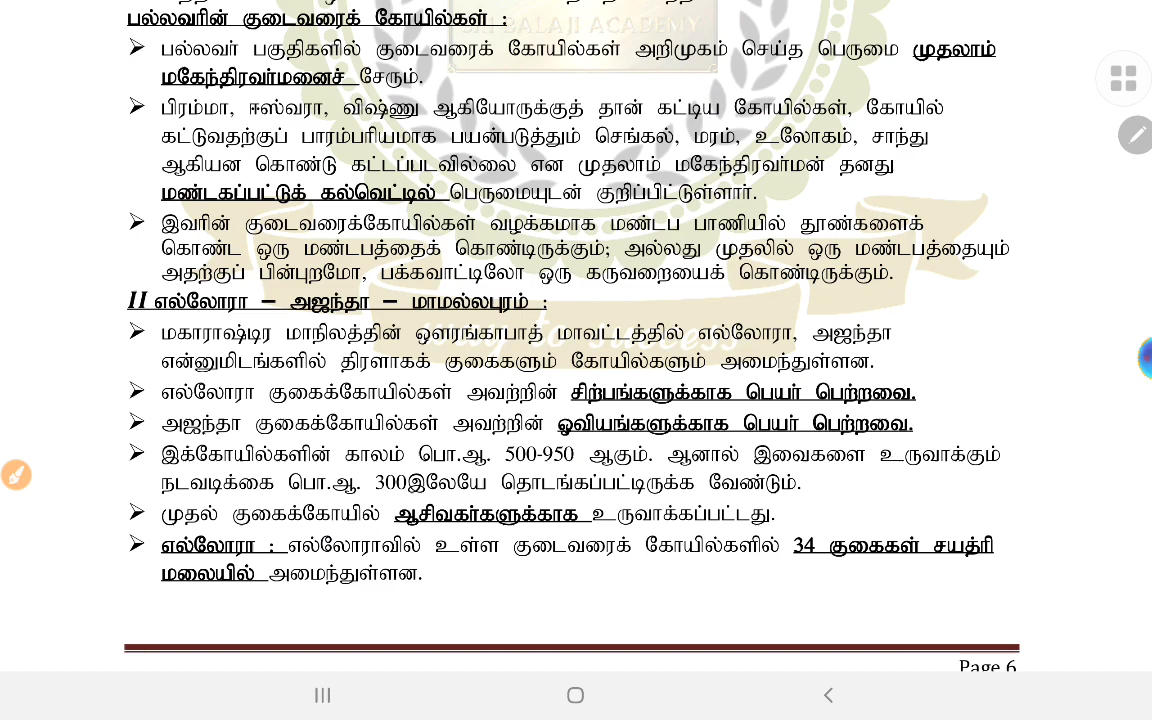 பல்லவரின் குடைவரைக் கோயில்கள் :
SRI BALAJI ACADEMY
➢ பல்லவர் பகுதிகளில் குடைவரைக் கோயில்கள் அறிமுகம் செய்த பெருமை முதலாம்
மகேந்திரவர்மனைச் சேரும்.
➢ பிரம்மா, ஈஸ்வரா, விஷ்ணு ஆகியோருக்குத் தான் கட்டிய கோயில்கள், கோயில்
கட்டுவதற்குப் பாரம்பரியமாக பயன்படுத்தும் செங்கல், மரம், உலோகம், சாந்து
ஆகியன கொண்டு கட்டப்படவில்லை என முதலாம் மகேந்திரவர்மன் தனது
மண்டகப்பட்டுக் கல்வெட்டில் பெருமையுடன் குறிப்பிட்டுள்ளார்.
➢ இவரின் குடைவரைக்கோயில்கள் வழக்கமாக மண்டப பாணியில் தூண்களைக்
கொண்ட ஒரு மண்டபத்தைக் கொண்டிருக்கும்; அல்லது முதலில் ஒரு மண்டபத்தையும்
அதற்குப் பின்புறமோ, பக்கவாட்டிலோ ஒரு கருவறையைக் கொண்டிருக்கும்.
II எல்லோரா – அஜந்தா – மாமல்லபுரம் :
➢ மகாராஷ்டிர மாநிலத்தின் ஔரங்காபாத் மாவட்டத்தில் எல்லோரா, அஜந்தா
என்னுமிடங்களில் திரளாகக் குகைகளும் கோயில்களும் அமைந்துள்ளன.
➢ எல்லோரா குகைக்கோயில்கள் அவற்றின் சிற்பங்களுக்காக பெயர் பெற்றவை.
➢ அஜந்தா குகைக்கோயில்கள் அவற்றின் ஓவியங்களுக்காக பெயர் பெற்றவை.
➢ இக்கோயில்களின் காலம் பொ.ஆ. 500-950 ஆகும். ஆனால் இவைகளை உருவாக்கும்
நடவடிக்கை பொ.ஆ. 300இலேயே தொடங்கப்பட்டிருக்க வேண்டும்.
➢ முதல் குகைக்கோயில் ஆசிவகர்களுக்காக உருவாக்கப்பட்டது.
➢ எல்லோரா : எல்லோராவில் உள்ள குடைவரைக் கோயில்களில் 34 குகைகள் சயத்ரி
மலையில் அமைந்துள்ளன.
Page 6